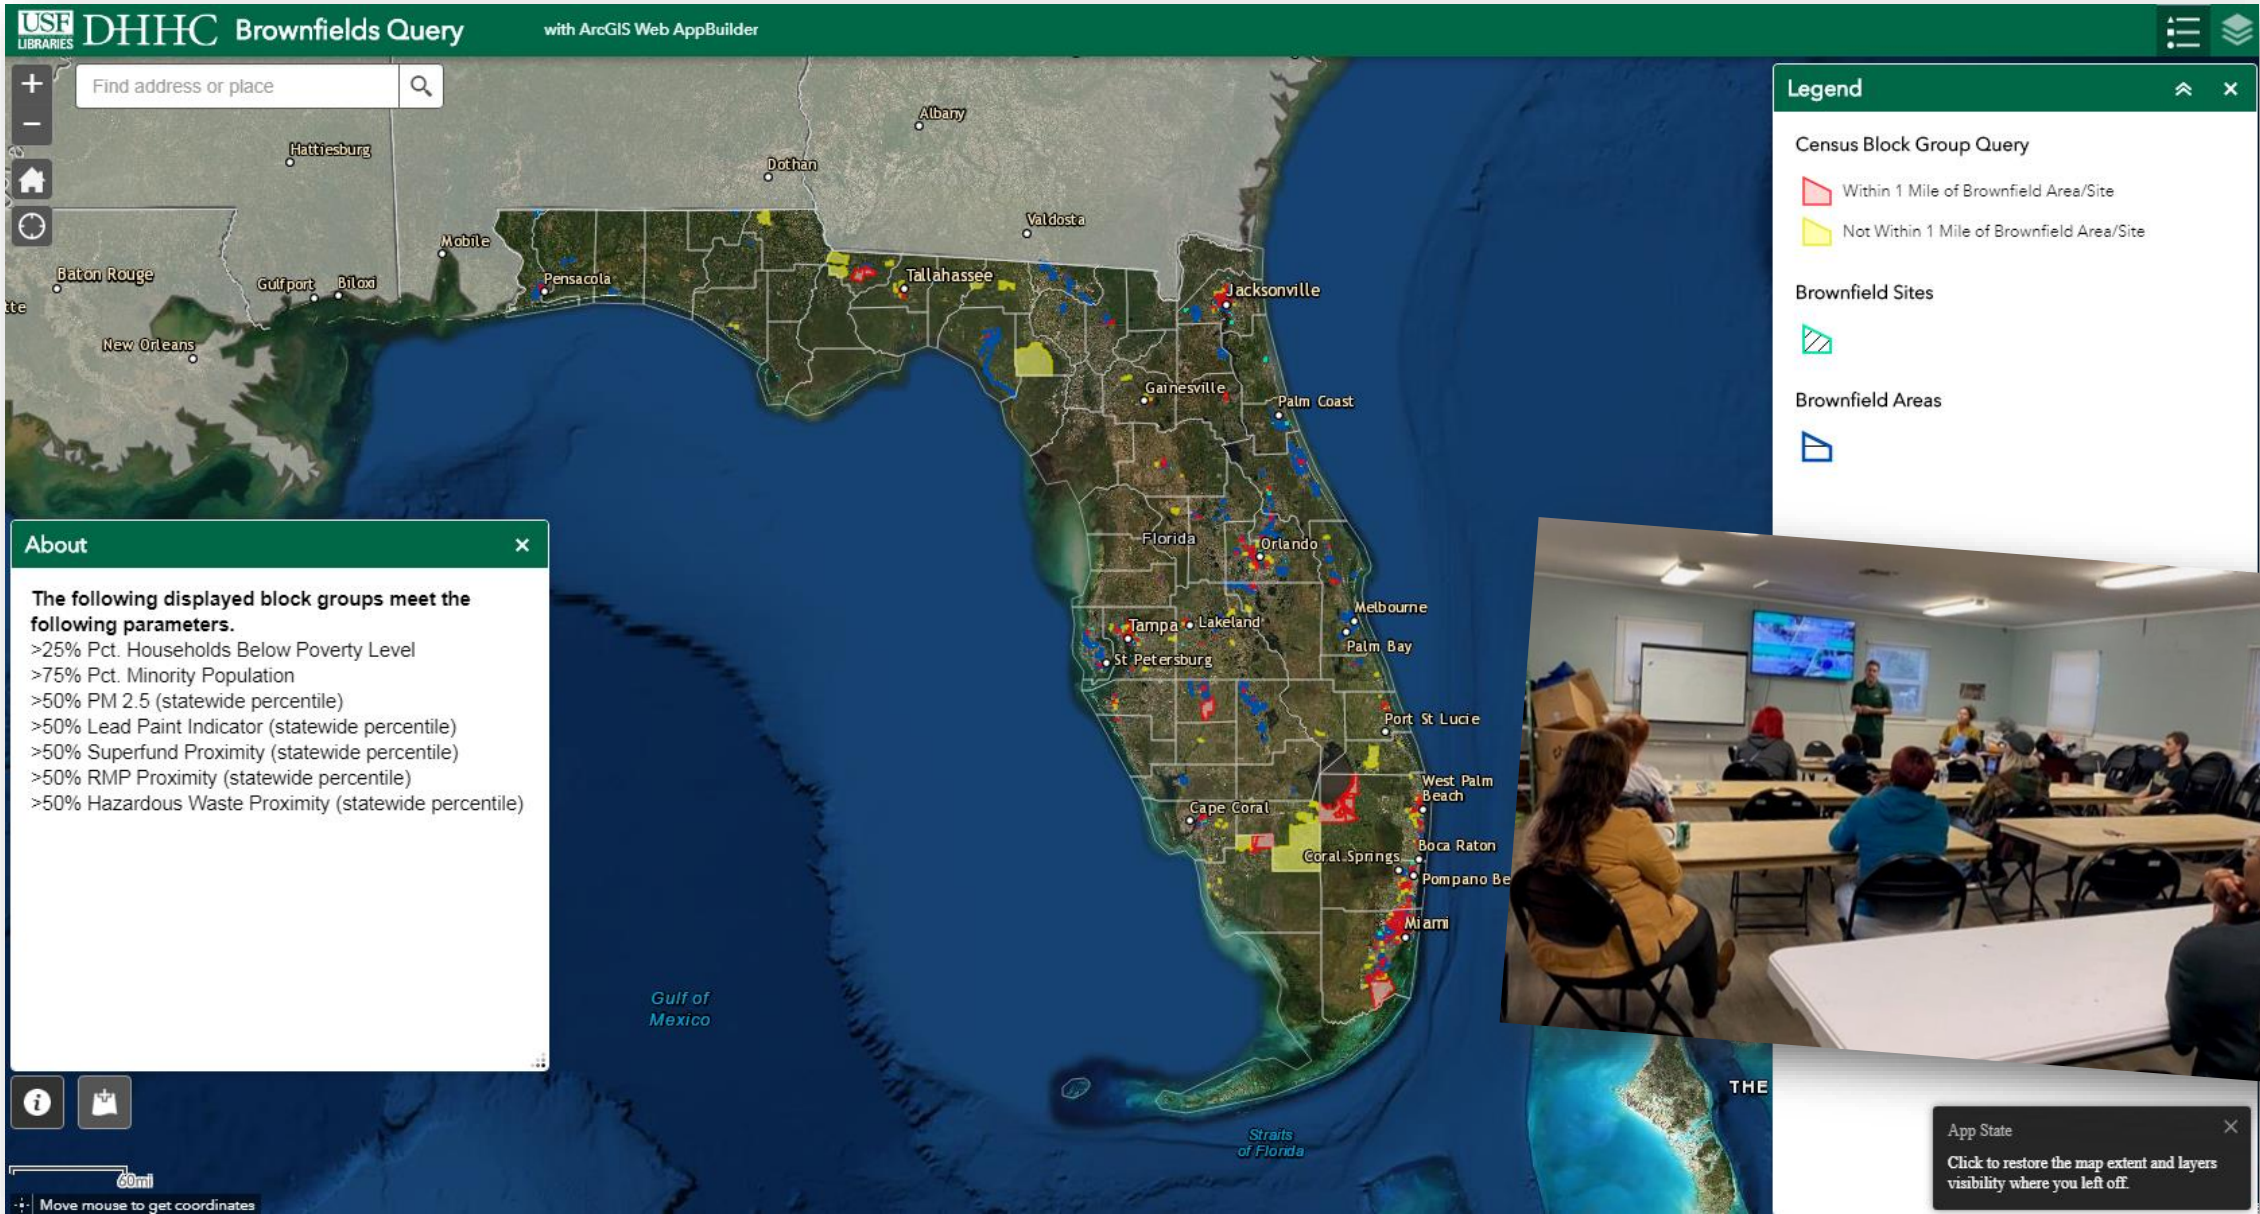 USF
LIBRARIES
DHHC
Brownfields Query
with ArcGIS Web AppBuilder
+
Find address or place
−
Legend
Census Block Group Query
Within 1 Mile of Brownfield Area/Site
Not Within 1 Mile of Brownfield Area/Site
Brownfield Sites
Brownfield Areas
Albany
Hattiesburg
Dothan
Valdosta
Mobile
Baton Rouge
Gulfport
Biloxi
Pensacola
Tallahassee
Jacksonville
tte
New Orleans
Gainesville
Palm Coast
Florida
Orlando
Melbourne
Tampa
Lakeland
Palm Bay
St Petersburg
Port St Lucie
West Palm
Beach
Cape Coral
Boca Raton
Coral Springs
Pompano Be
Miami
Gulf of
Mexico
Straits
of Florida
THE
About
The following displayed block groups meet the
following parameters.
>25% Pct. Households Below Poverty Level
>75% Pct. Minority Population
>50% PM 2.5 (statewide percentile)
>50% Lead Paint Indicator (statewide percentile)
>50% Superfund Proximity (statewide percentile)
>50% RMP Proximity (statewide percentile)
>50% Hazardous Waste Proximity (statewide percentile)
60mi
Move mouse to get coordinates
App State
Click to restore the map extent and layers
visibility where you left off.